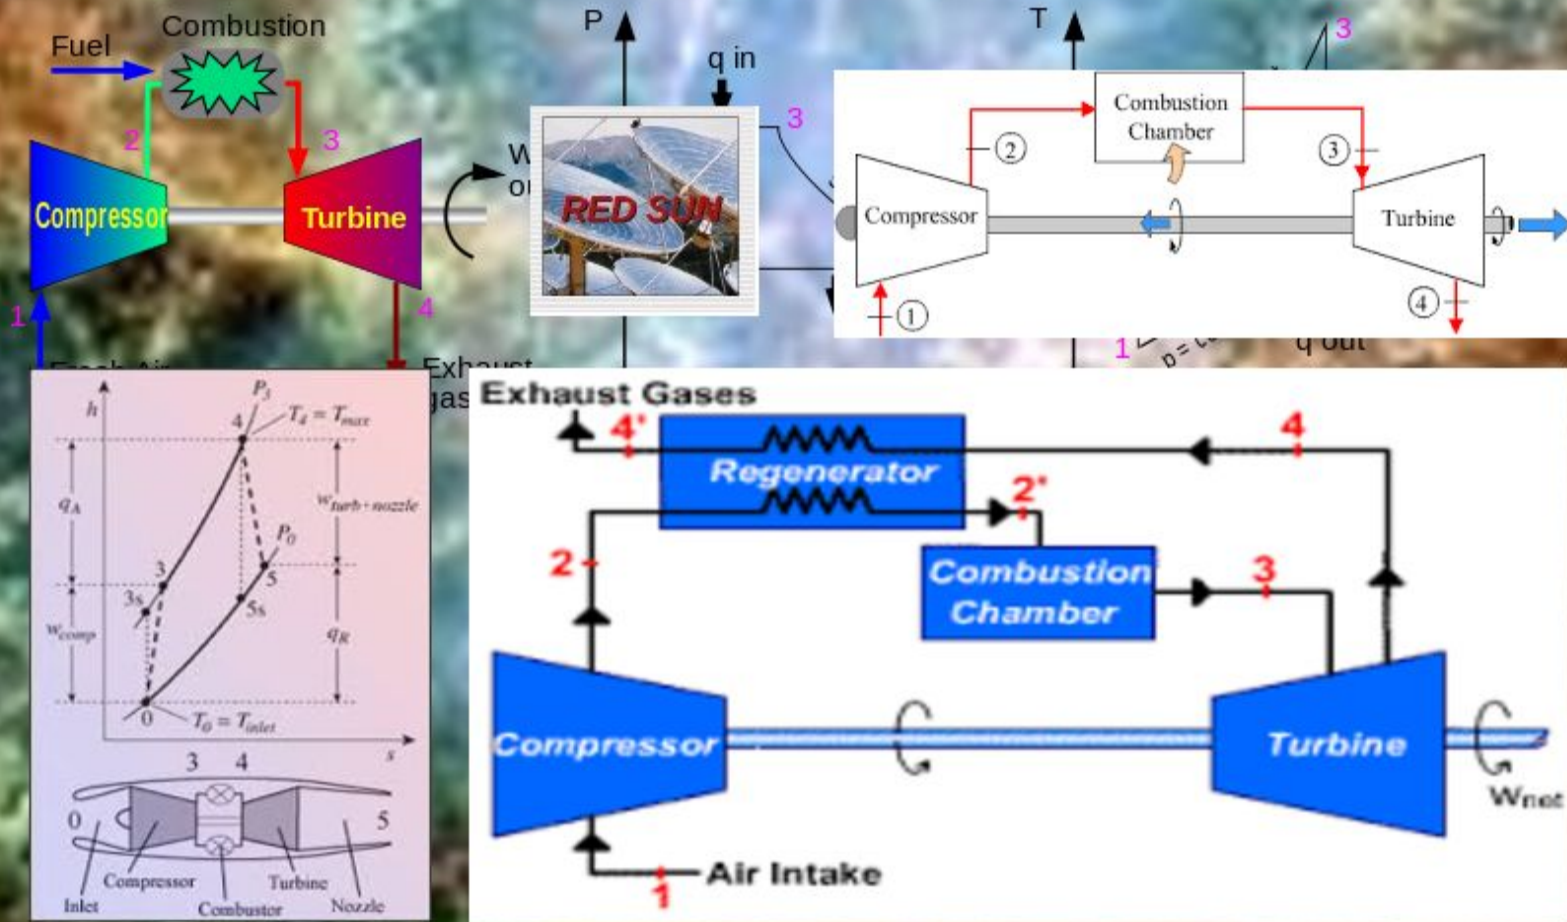 Fuel
Combustion
2
3
Compressor
Turbine
W
1
4
P
q in
3
RED SUN
T
3
Combustion
Chamber
2
3
Compressor
Turbine
1
4
1
q out
h
P3
4
T4 = Tmax
qA
wturb+nozzle
P0
3
5
3s
5s
wcomp
qR
0
T0 = Tinlet
s
3 4
0
5
Compressor
Turbine
Inlet
Combustor
Nozzle
Exhaust Gases
4*
4
Regenerator
2*
2
Combustion
Chamber
3
Compressor
Turbine
Wnet
Air Intake
1